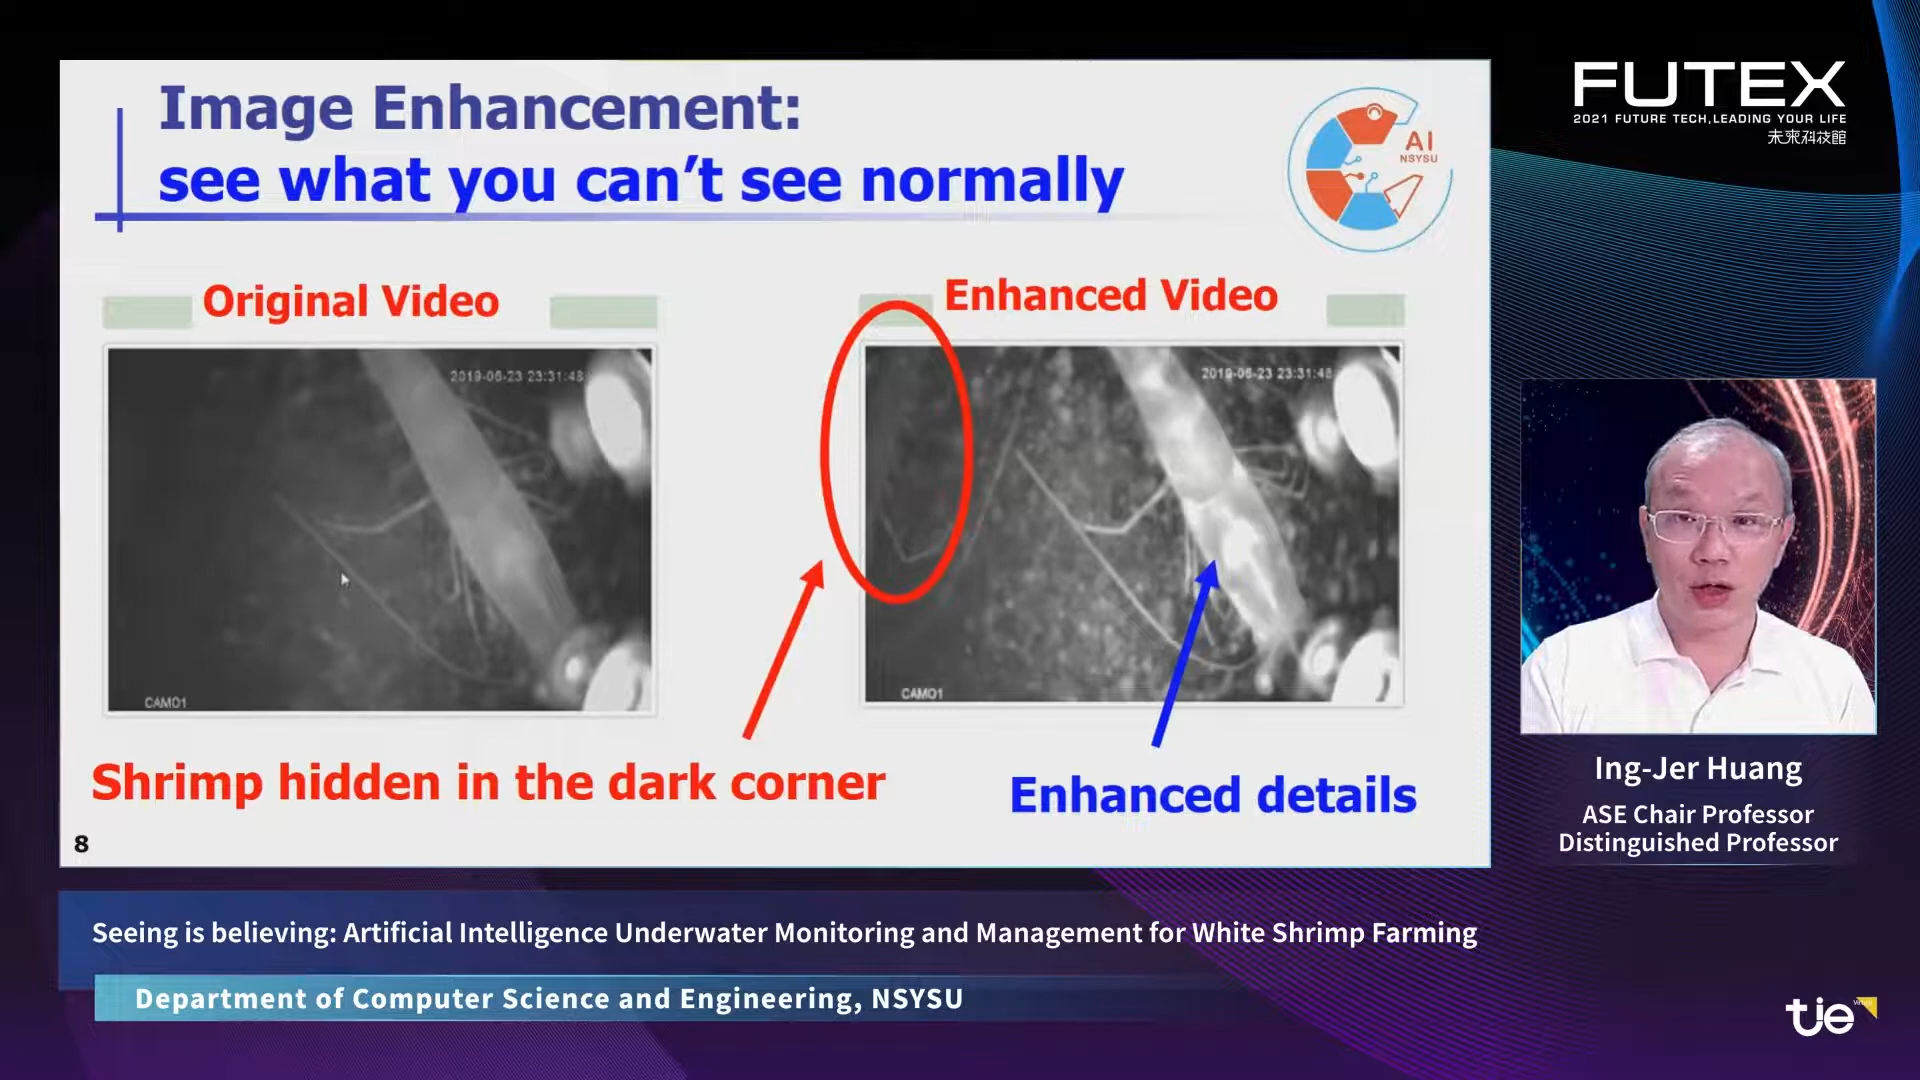 Image Enhancement:
see what you can't see normally
AI
NSYSU
Original Video
Enhanced Video
2019-06-23 23:31:48
2019-06-23 23:31:48
CAM01
CAM01
Shrimp hidden in the dark corner
Enhanced details
8
FUTEX
2021 FUTURE TECH,LEADING YOUR LIFE
未來科技館
Ing-Jer Huang
ASE Chair Professor
Distinguished Professor
Seeing is believing: Artificial Intelligence Underwater Monitoring and Management for White Shrimp Farming
Department of Computer Science and Engineering, NSYSU
tie
Virtual